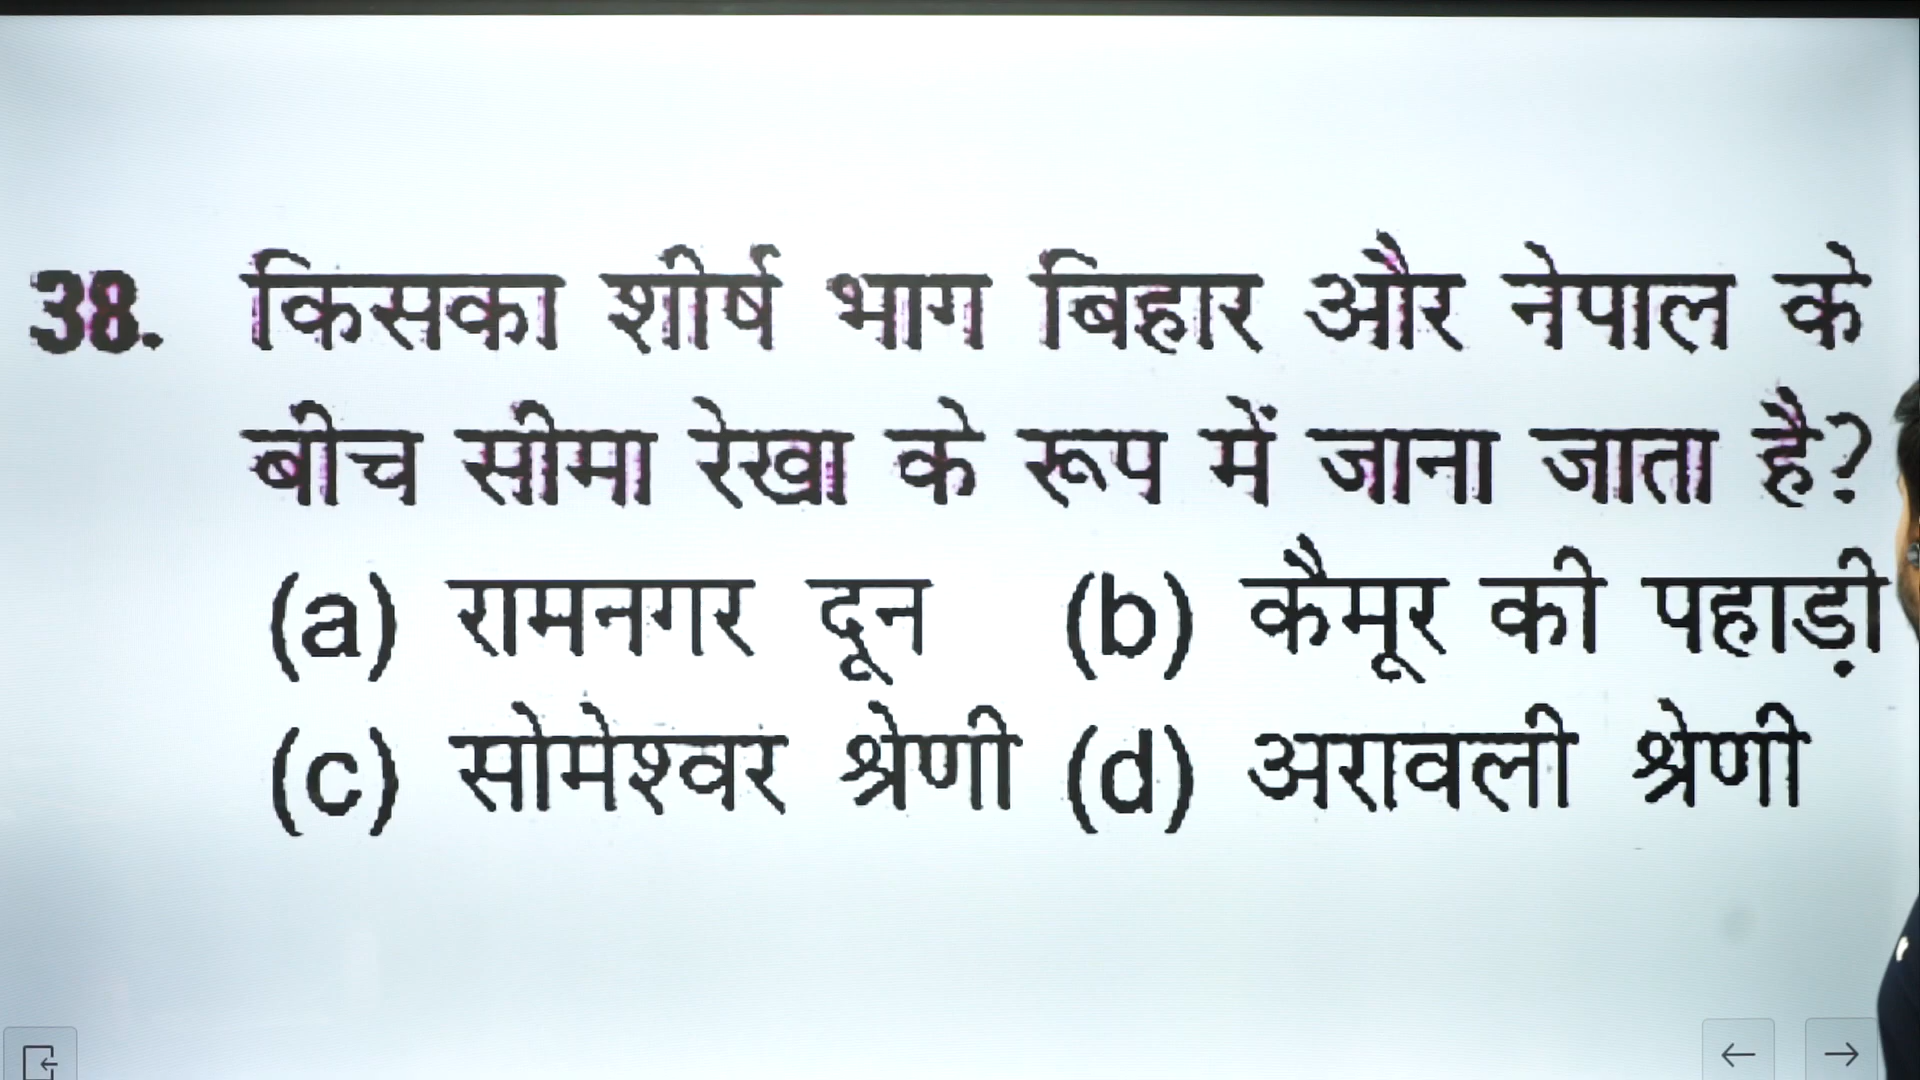 38. किसका शीर्ष भाग बिहार और नेपाल के
बीच सीमा रेखा के रूप में जाना जाता है?
(a) रामनगर दून (b) कैमूर की पहाड़ी
(c) सोमेश्वर श्रेणी (d) अरावली श्रेणी